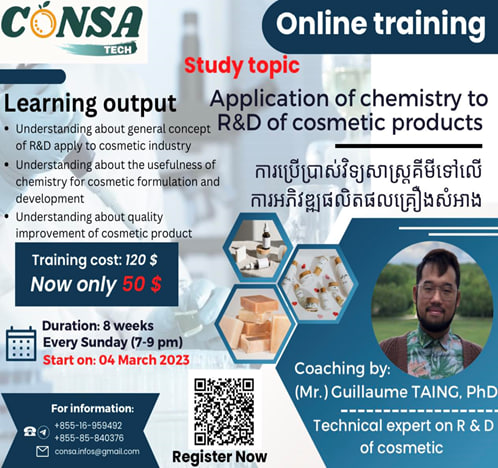 CONSA
TECH
Online training
Study topic
Application of chemistry to
R&D of cosmetic products
ការប្រើប្រាស់វិទ្យាសាស្ត្រគីមីទៅលើ
ការអភិវឌ្ឍផលិតផលគ្រឿងសំអាង
Learning output
• Understanding about general concept
of R&D apply to cosmetic industry
• Understanding about the usefulness of
chemistry for cosmetic formulation and
development
• Understanding about quality
improvement of cosmetic product
Training cost: 120 $
Now only 50 $
Duration: 8 weeks
Every Sunday (7-9 pm)
Start on: 04 March 2023
For information:
+855-16-959492
+855-85-840376
consa.infos@gmail.com
Register Now
Coaching by:
(Mr.) Guillaume TAING, PhD
Technical expert on R & D
of cosmetic